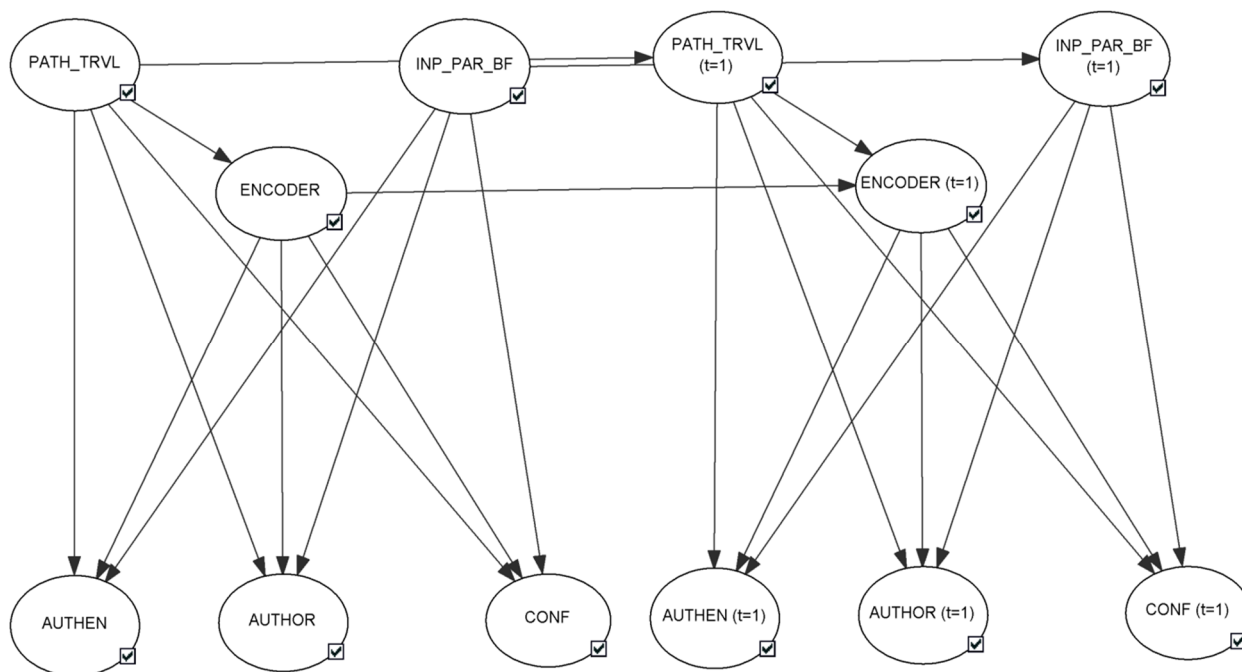 PATH_TRVL
INP_PAR_BF
PATH_TRVL
(t=1)
INP_PAR_BF
(t=1)
ENCODER
ENCODER (t=1)
AUTHEN
AUTHOR
CONF
AUTHEN (t=1)
AUTHOR (t=1)
CONF (t=1)